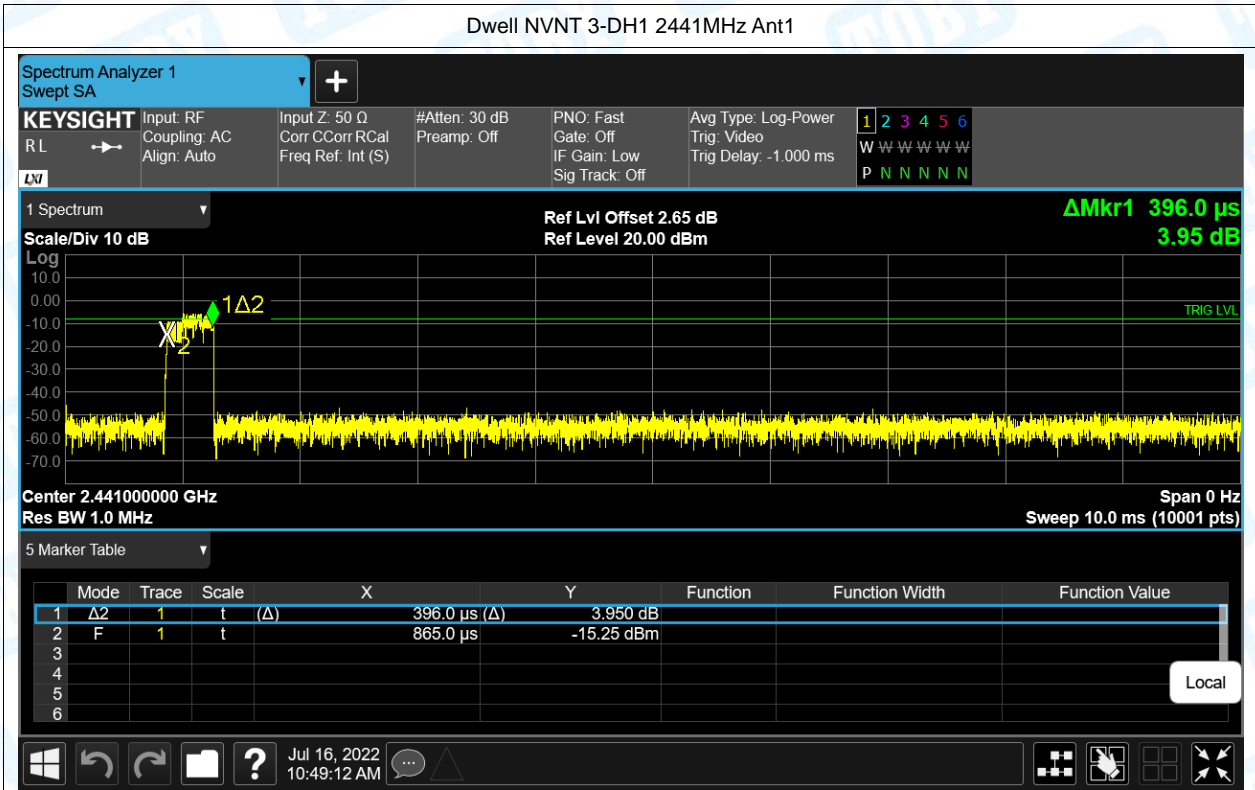 Dwell NVNT 3-DH1 2441MHz Ant1
Spectrum Analyzer 1
Swept SA
KEYSIGHT
RL
LXI
Input: RF
Coupling: AC
Align: Auto
Input Z: 50 Ω
Corr CCorr RCal
Freq Ref: Int (S)
#Atten: 30 dB
Preamp: Off
PNO: Fast
Gate: Off
IF Gain: Low
Sig Track: Off
Avg Type: Log-Power
Trig: Video
Trig Delay: -1.000 ms
1 2 3 4 5 6
W W W W W W
P N N N N N
1 Spectrum
Scale/Div 10 dB
Ref Lvl Offset 2.65 dB
Ref Level 20.00 dBm
ΔMkr1 396.0 µs
3.95 dB
Log
10.0
0.00
-10.0
-20.0
-30.0
-40.0
-50.0
-60.0
-70.0
1Δ2
X2
TRIG LVL
Center 2.441000000 GHz
Span 0 Hz
Res BW 1.0 MHz
Sweep 10.0 ms (10001 pts)
5 Marker Table
Mode Trace Scale X Y Function Function Width Function Value
1 Δ2 1 t (Δ) 396.0 µs (Δ) 3.950 dB
2 F 1 t 865.0 µs -15.25 dBm
3
4
5
6
Local
?
Jul 16, 2022
10:49:12 AM